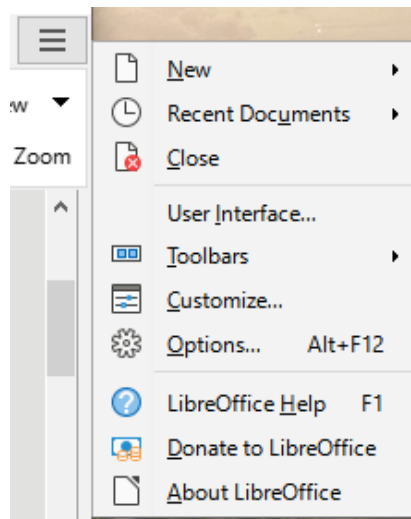 New
ew
Recent Documents
Zoom
Close
User Interface...
Toolbars
Customize...
Options... Alt+F12
LibreOffice Help F1
Donate to LibreOffice
About LibreOffice